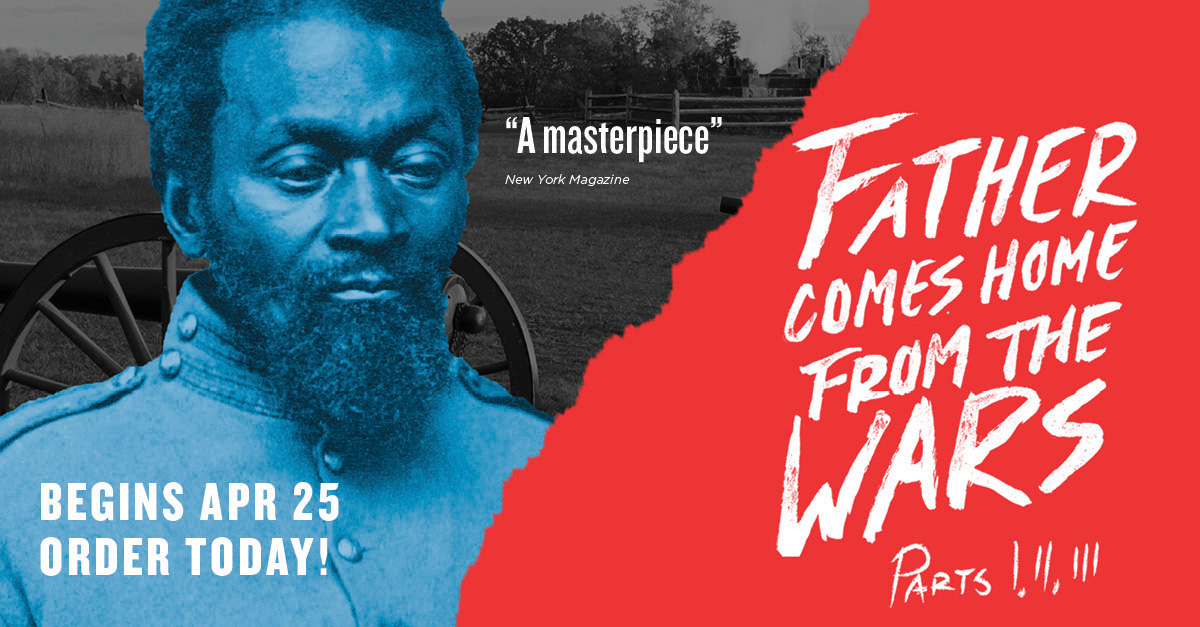 “A masterpiece”
New York Magazine
FATHER
COMES HOME
FROM THE
WARS
PARTS I, II, III
BEGINS APR 25
ORDER TODAY!